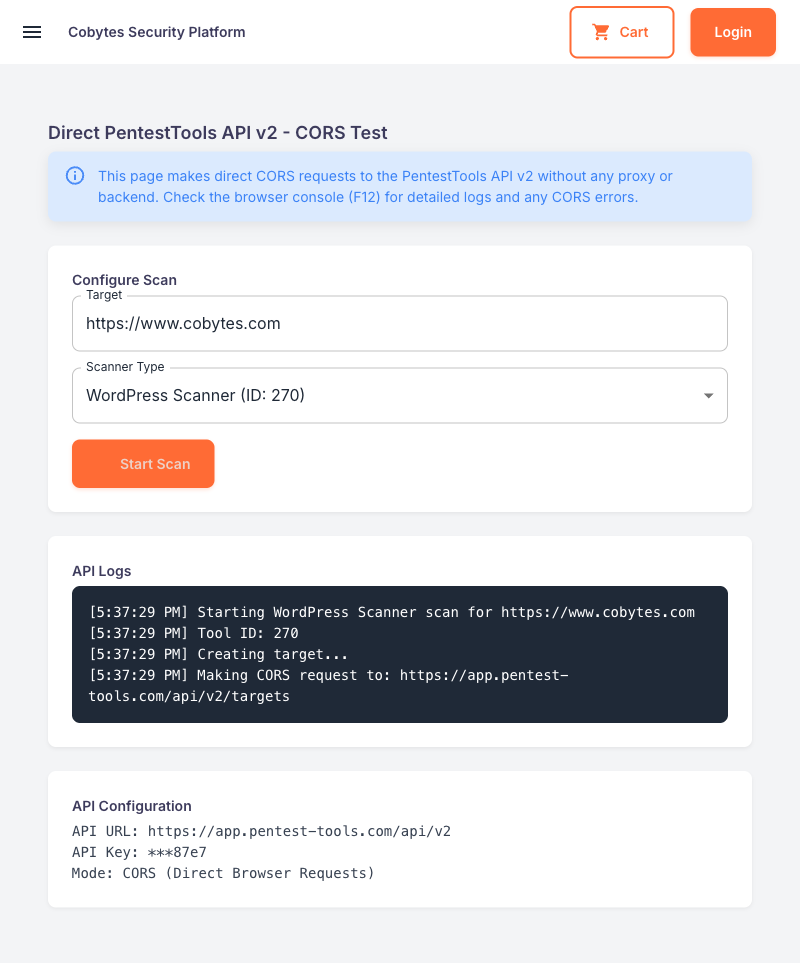 Cobytes Security Platform
Cart
Login
Direct PentestTools API v2 - CORS Test
This page makes direct CORS requests to the PentestTools API v2 without any proxy or
backend. Check the browser console (F12) for detailed logs and any CORS errors.
Configure Scan
Target
https://www.cobytes.com
Scanner Type
WordPress Scanner (ID: 270)
Start Scan
API Logs
[5:37:29 PM] Starting WordPress Scanner scan for https://www.cobytes.com
[5:37:29 PM] Tool ID: 270
[5:37:29 PM] Creating target...
[5:37:29 PM] Making CORS request to: https://app.pentest-
tools.com/api/v2/targets
API Configuration
API URL: https://app.pentest-tools.com/api/v2
API Key: ***87e7
Mode: CORS (Direct Browser Requests)